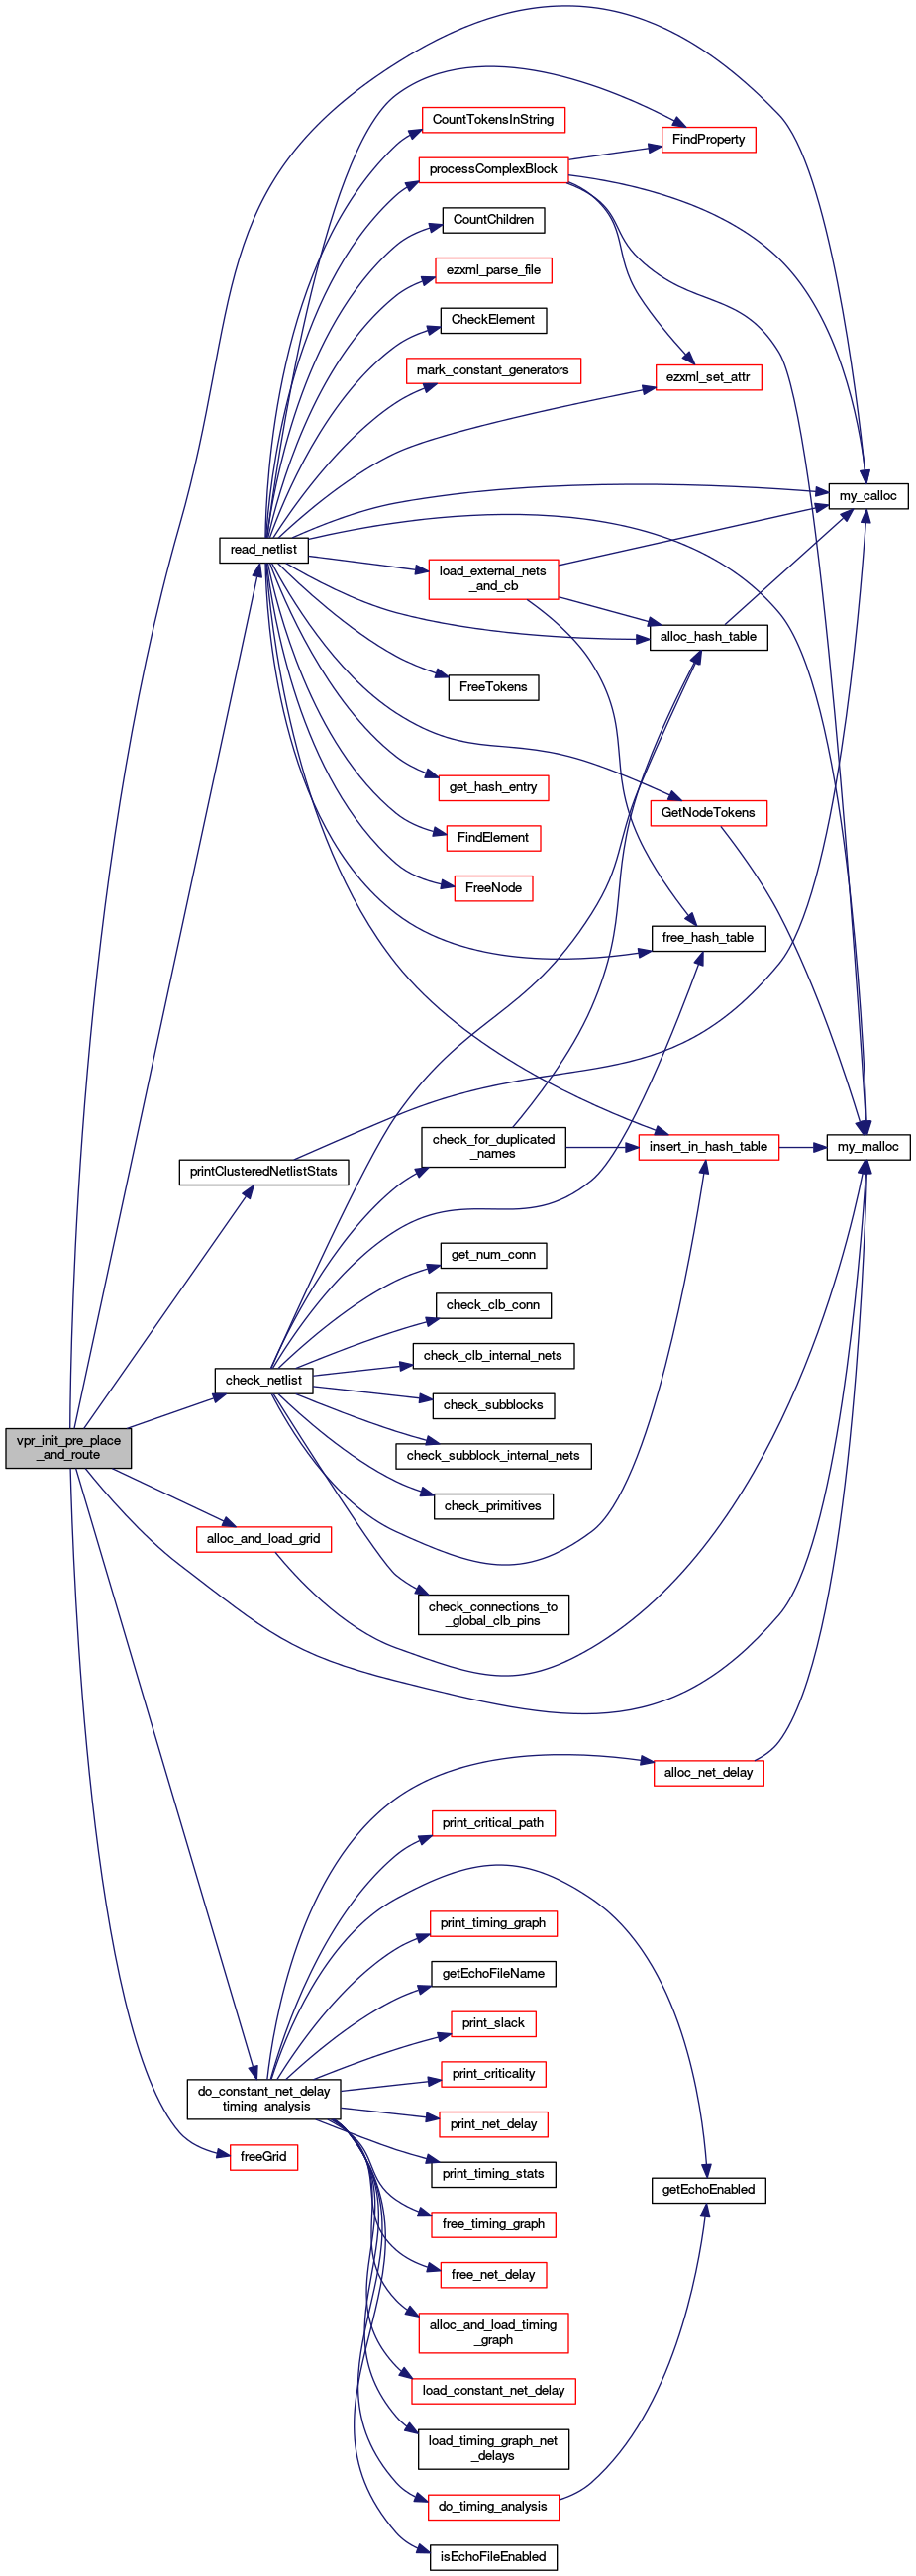 CountTokensInString
FindProperty
processComplexBlock
CountChildren
ezxml_parse_file
CheckElement
mark_constant_generators
ezxml_set_attr
my_calloc
read_netlist
load_external_nets
_and_cb
alloc_hash_table
FreeTokens
get_hash_entry
GetNodeTokens
FindElement
FreeNode
free_hash_table
check_for_duplicated
_names
insert_in_hash_table
my_malloc
printClusteredNetlistStats
get_num_conn
check_clb_conn
check_clb_internal_nets
check_netlist
check_subblocks
vpr_init_pre_place
_and_route
check_subblock_internal_nets
check_primitives
alloc_and_load_grid
check_connections_to
_global_clb_pins
alloc_net_delay
print_critical_path
print_timing_graph
getEchoFileName
print_slack
print_criticality
do_constant_net_delay
_timing_analysis
print_net_delay
freeGrid
print_timing_stats
getEchoEnabled
free_timing_graph
free_net_delay
alloc_and_load_timing
_graph
load_constant_net_delay
load_timing_graph_net
_delays
do_timing_analysis
isEchoFileEnabled